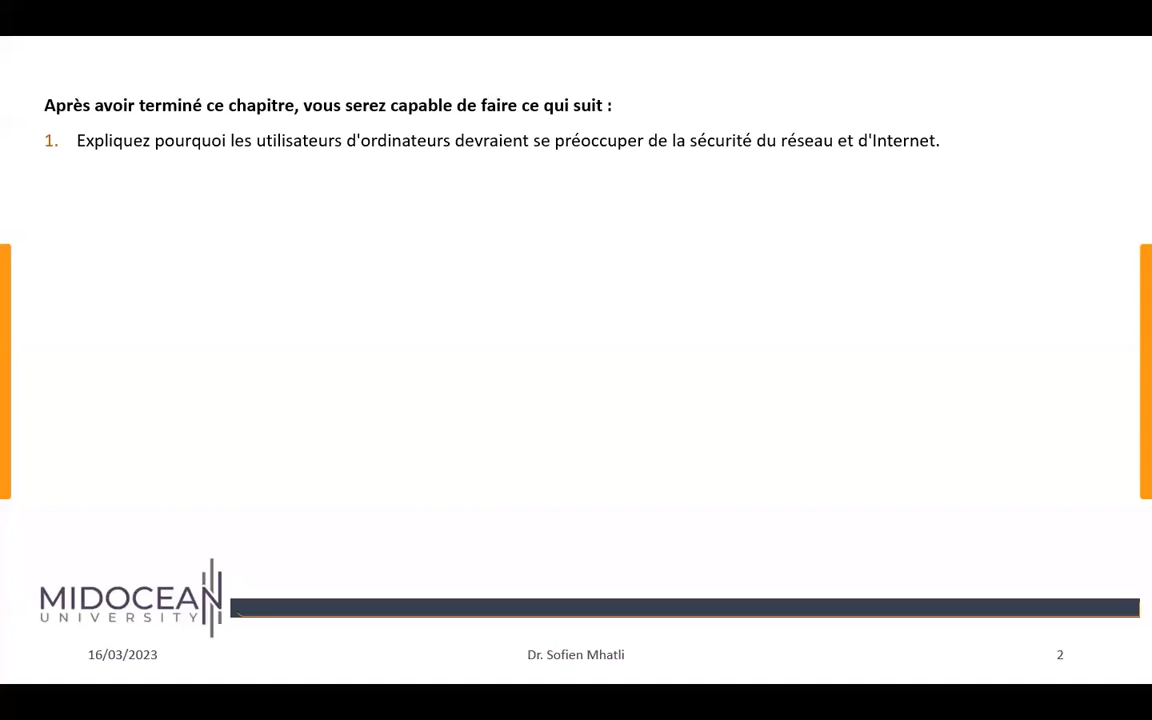 Après avoir terminé ce chapitre, vous serez capable de faire ce qui suit :
1. Expliquez pourquoi les utilisateurs d'ordinateurs devraient se préoccuper de la sécurité du réseau et d'Internet.
MIDOCEAN
UNIVERSITY
16/03/2023 Dr. Sofien Mhatli 2